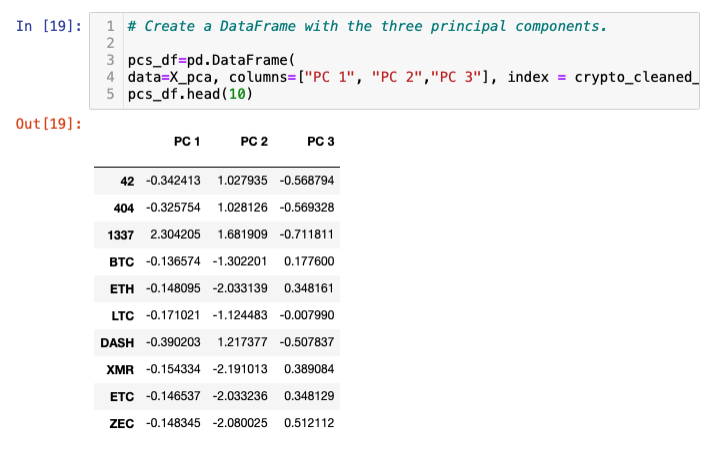 In [19]:
1 # Create a DataFrame with the three principal components.
2
3 pcs_df=pd.DataFrame(
4 data=X_pca, columns=["PC 1", "PC 2","PC 3"], index = crypto_cleaned_
5 pcs_df.head(10)
Out[19]:
PC 1 PC 2 PC 3
42 -0.342413 1.027935 -0.568794
404 -0.325754 1.028126 -0.569328
1337 2.304205 1.681909 -0.711811
BTC -0.136574 -1.302201 0.177600
ETH -0.148095 -2.033139 0.348161
LTC -0.171021 -1.124483 -0.007990
DASH -0.390203 1.217377 -0.507837
XMR -0.154334 -2.191013 0.389084
ETC -0.146537 -2.033236 0.348129
ZEC -0.148345 -2.080025 0.512112